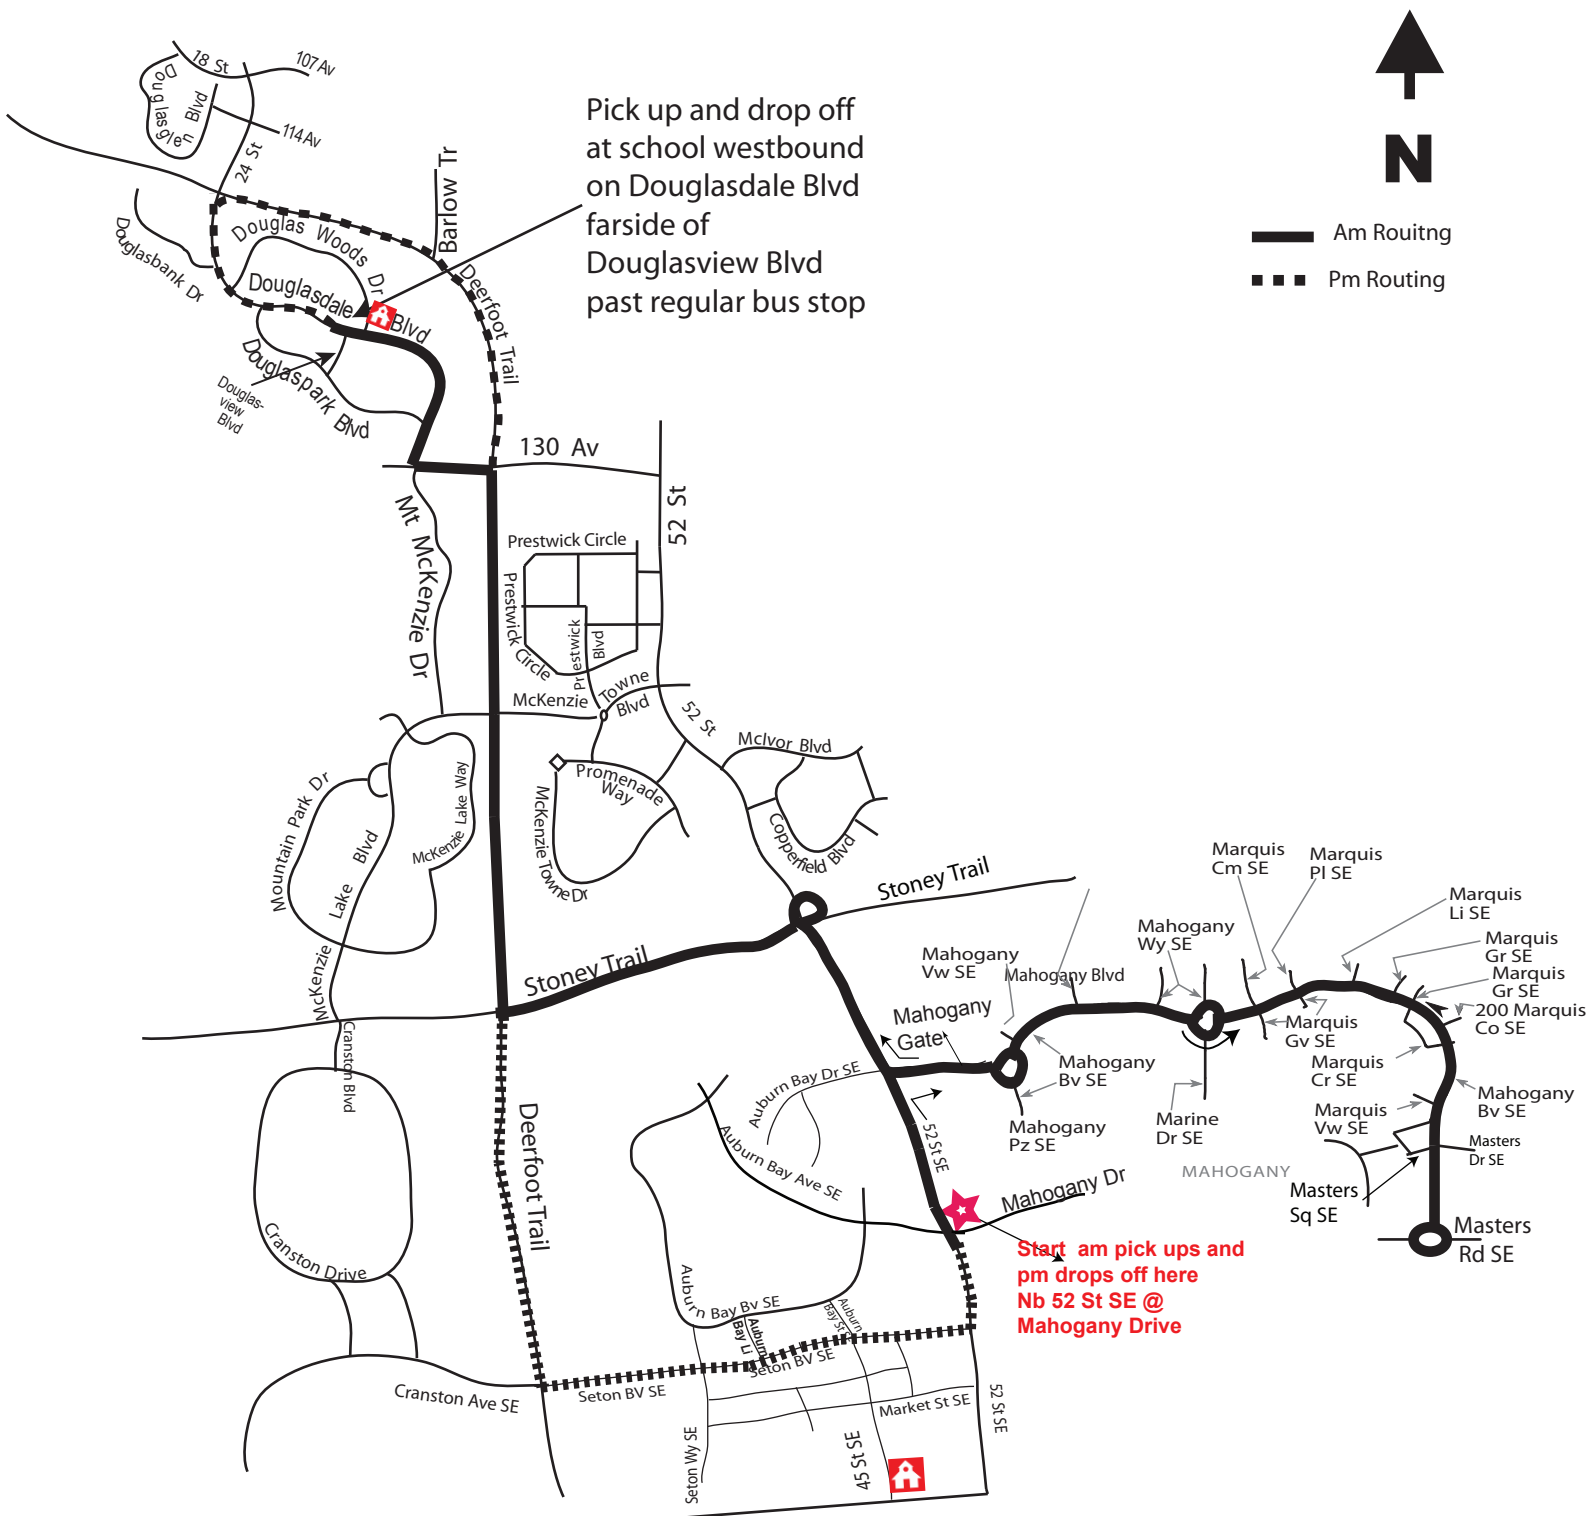 18 St
107 Av
Douglasglen
Blvd
114 Av
24 St
Pick up and drop off
at school westbound
on Douglasdale Blvd
farside of
Douglasview Blvd
past regular bus stop
N
Am Rouitng
Pm Routing
Barlow Tr
Douglasbank Dr
Douglas Woods Dr
Deerfoot Trail
Douglasdale Blvd
Douglaspark Blvd
Douglas-
view
Blvd
130 Av
52 St
Mt McKenzie Dr
Prestwick Circle
Prestwick Circle
Prrestwick
Blvd
McKenzie Towne
Blvd
52 St
McIvor Blvd
Promenade
Way
McKenzie Towne Dr
Copperfield Blvd
Mountain Park Dr
McKenzie Lake Way
McKenzie Lake Blvd
Stoney Trail
Stoney Trail
Marquis
Cm SE
Marquis
Pl SE
Marquis
Li SE
Marquis
Gr SE
Marquis
Gr SE
200 Marquis
Co SE
Mahogany
Wy SE
Mahogany
Vw SE
Mahogany Blvd
Mahogany
Gate
Marquis
Gv SE
Marquis
Cr SE
Mahogany
Bv SE
Mahogany
Bv SE
Mahogany
Pz SE
Marine
Dr SE
Marquis
Vw SE
Masters
Dr SE
MAHOGANY
Masters
Sq SE
Masters
Rd SE
Cranston Blvd
Auburn Bay Dr SE
52 St SE
Auburn Bay Ave SE
Mahogany Dr
Deerfoot Trail
Start am pick ups and
pm drops off here
Nb 52 St SE @
Mahogany Drive
Cranston Drive
Auburn Bay Bv SE
Auburn
Bay Li
Auburn
Bay St SE
Seton BV SE
Seton BV SE
Cranston Ave SE
Market St SE
52 St SE
Seton Wy SE
45 St SE